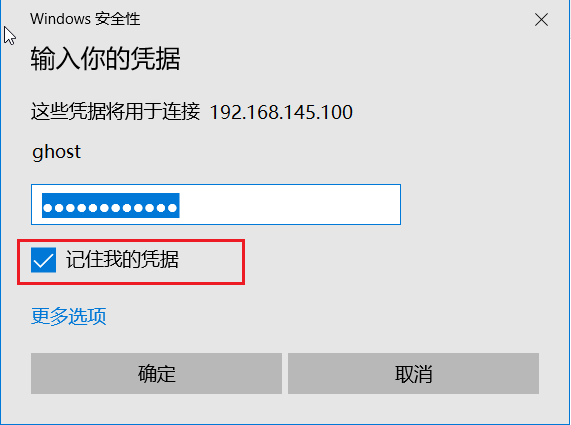 Windows 安全性
输入你的凭据
这些凭据将用于连接 192.168.145.100
ghost
●●●●●●●●●●●●
记住我的凭据
更多选项
确定
取消